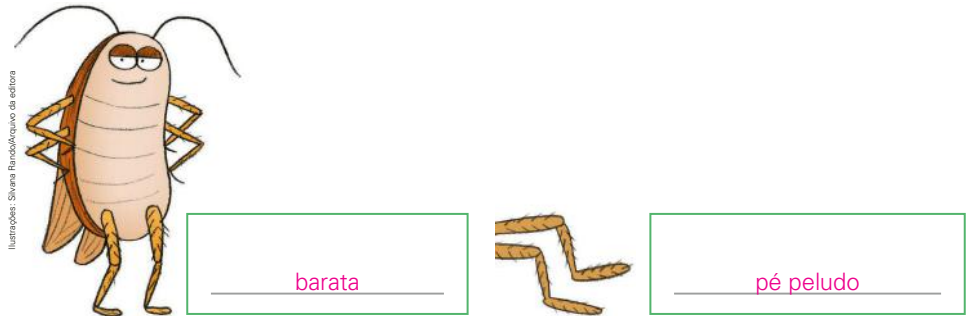 Ilustrações: Silvana Rando/Arquivo da editora
barata
pé peludo